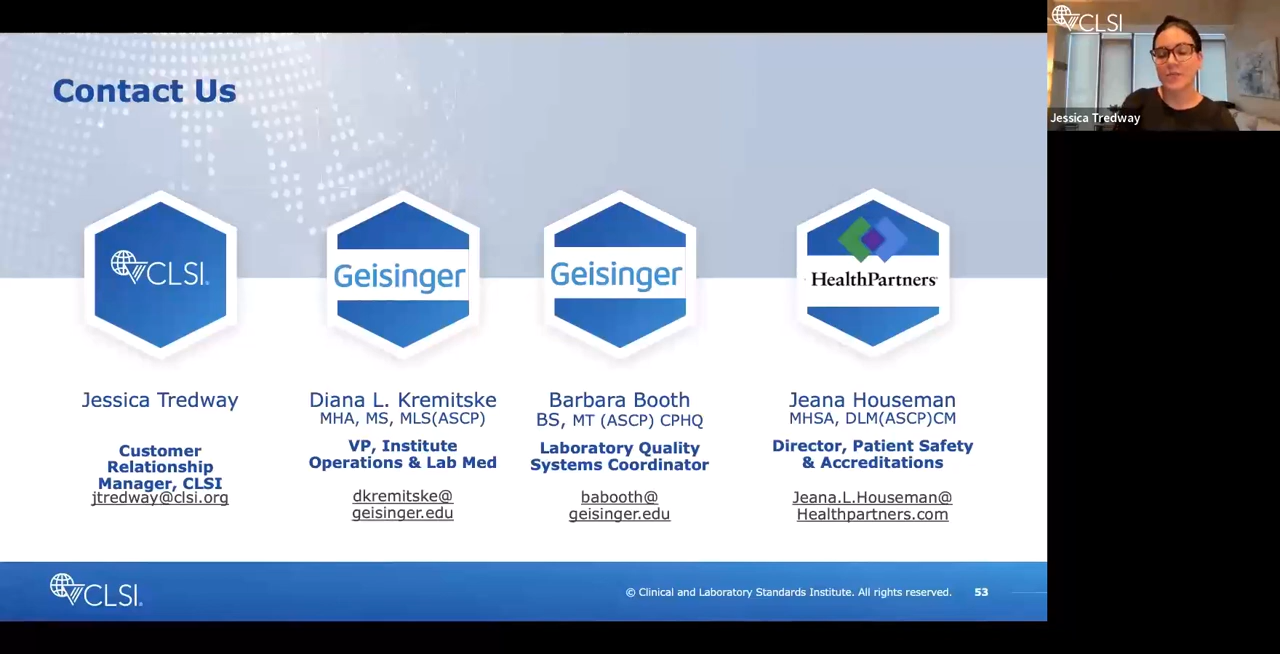 Contact Us
CLSI
Jessica Tredway
CLSI®
Geisinger
Geisinger
HealthPartners®
Jessica Tredway
Customer
Relationship
Manager, CLSI
jtredway@clsi.org
Diana L. Kremitske
MHA, MS, MLS(ASCP)
VP, Institute
Operations & Lab Med
dkremitske@
geisinger.edu
Barbara Booth
BS, MT (ASCP) CPHQ
Laboratory Quality
Systems Coordinator
babooth@
geisinger.edu
Jeana Houseman
MHSA, DLM(ASCP)CM
Director, Patient Safety
& Accreditations
Jeana.L.Houseman@
Healthpartners.com
CLSI®
© Clinical and Laboratory Standards Institute. All rights reserved. 53